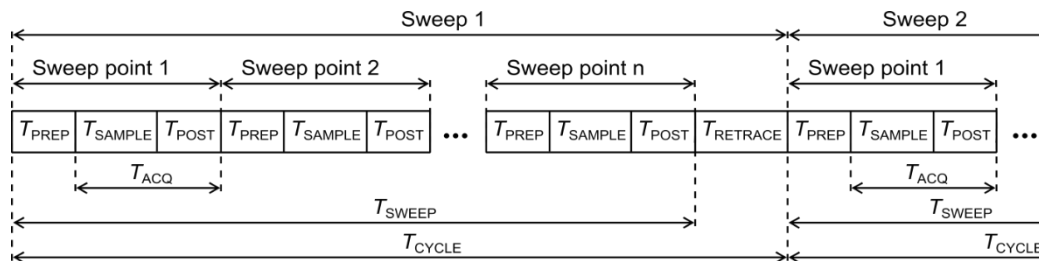 Sweep 1 Sweep 2
Sweep point 1 Sweep point 2 Sweep point n Sweep point 1
TPREP TSAMPLE TPOST TPREP TSAMPLE TPOST ••• TPREP TSAMPLE TPOST TRETRACE TPREP TSAMPLE TPOST •••
TACQ TACQ
TSWEEP TSWEEP
TCYCLE TCYCLE